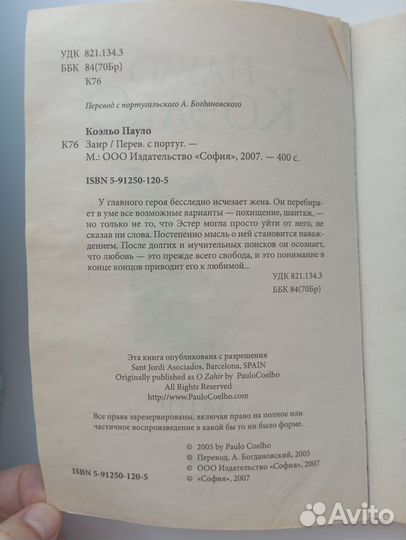 УДК 821.134.3
ББК 84(70Бр)
К76
Перевод с португальского А. Богдановского
Коэльо Пауло
К76 Заир / Перев. с португ. —
М.: ООО Издательство «София», 2007. — 400 с.
ISBN 5-91250-120-5
У главного героя бесследно исчезает жена. Он перебира-
ет в уме все возможные варианты — похищение, шантаж, —
но только не то, что Эстер могла просто уйти от него, не
сказав ни слова. Постепенно мысль о ней становится наваж-
дением. После долгих и мучительных поисков он осознает,
что любовь — это прежде всего свобода, и это понимание в
конце концов приводит его к любимой...
УДК 821.134.3
ББК 84(70Бр)
Эта книга опубликована с разрешения
Sant Jordi Asociados, Barcelona, SPAIN
Originally published as O Zahir by PauloCoelho
All Rights Reserved
http://www.PauloCoelho.com
Все права зарезервированы, включая право на полное или
частичное воспроизведение в какой бы то ни было форме.
© 2005 by Paulo Coelho
© Перевод, А. Богдановский, 2005
© ООО Издательство «София», 2007
ISBN 5-91250-120-5 © «София», 2007
Avito